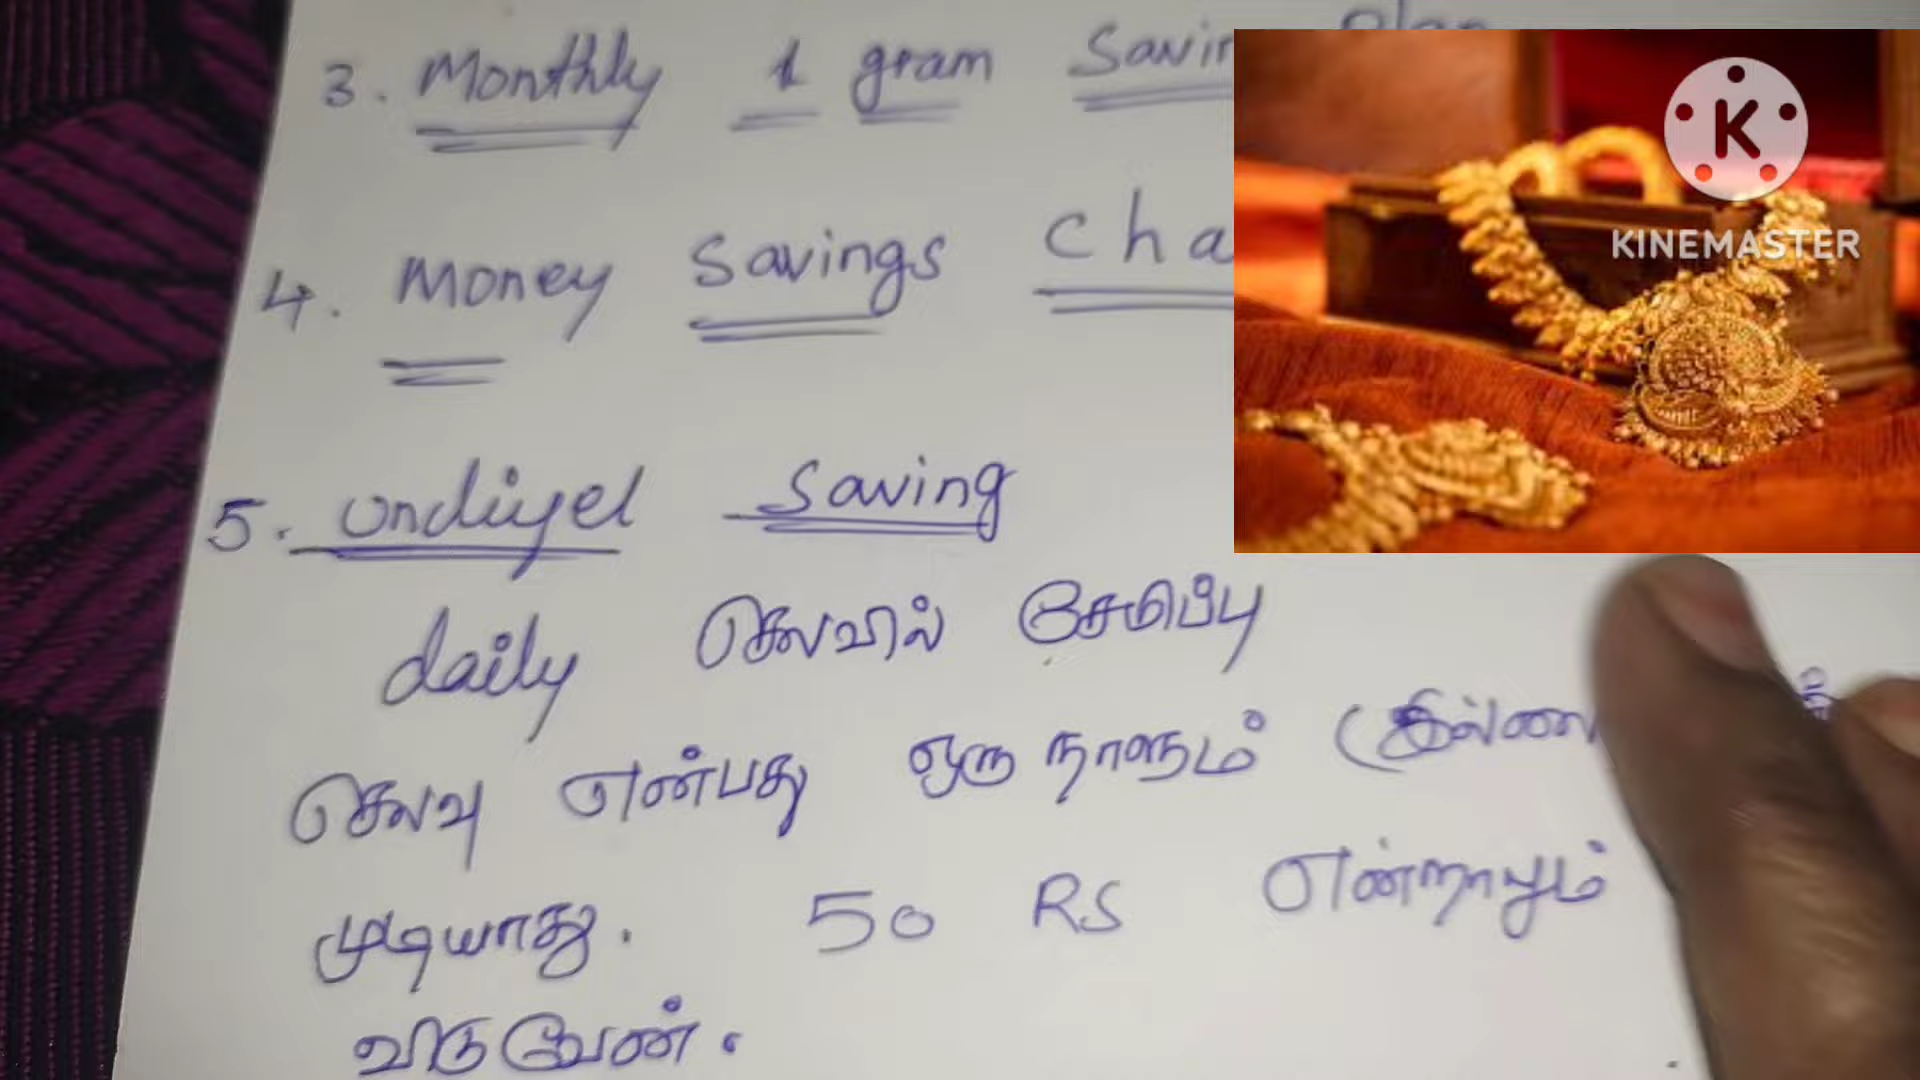 3. Monthly 1 gram Savin Plan
4. Money Savings Cha
5. Undiyel Saving
daily செலவில் சேமிப்பு
செலவு என்பது ஒரு நாளும்
முடியாது. 50 RS என்றாலும்
விடுவேன்.
KINEMASTER